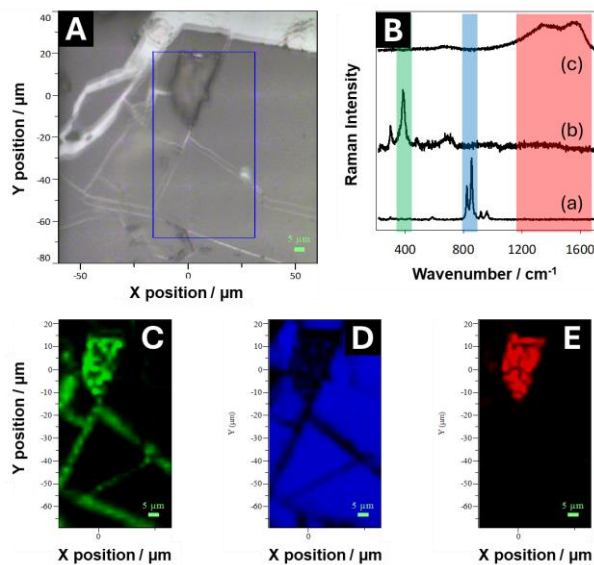 A
Y position / µm
40
20
0
-20
-40
-60
-80
-50
0
50
5 µm
X position / µm
B
Raman Intensity
(c)
(b)
(a)
400
800
1200
1600
Wavenumber / cm-1
C
Y position / µm
20
10
0
-10
-20
-30
-40
-50
-60
0
5 µm
X position / µm
D
Y (µm)
20
10
0
-10
-20
-30
-40
-50
-60
0
5 µm
X position / µm
E
Y (µm)
20
10
0
-10
-20
-30
-40
-50
-60
0
5 µm
X position / µm